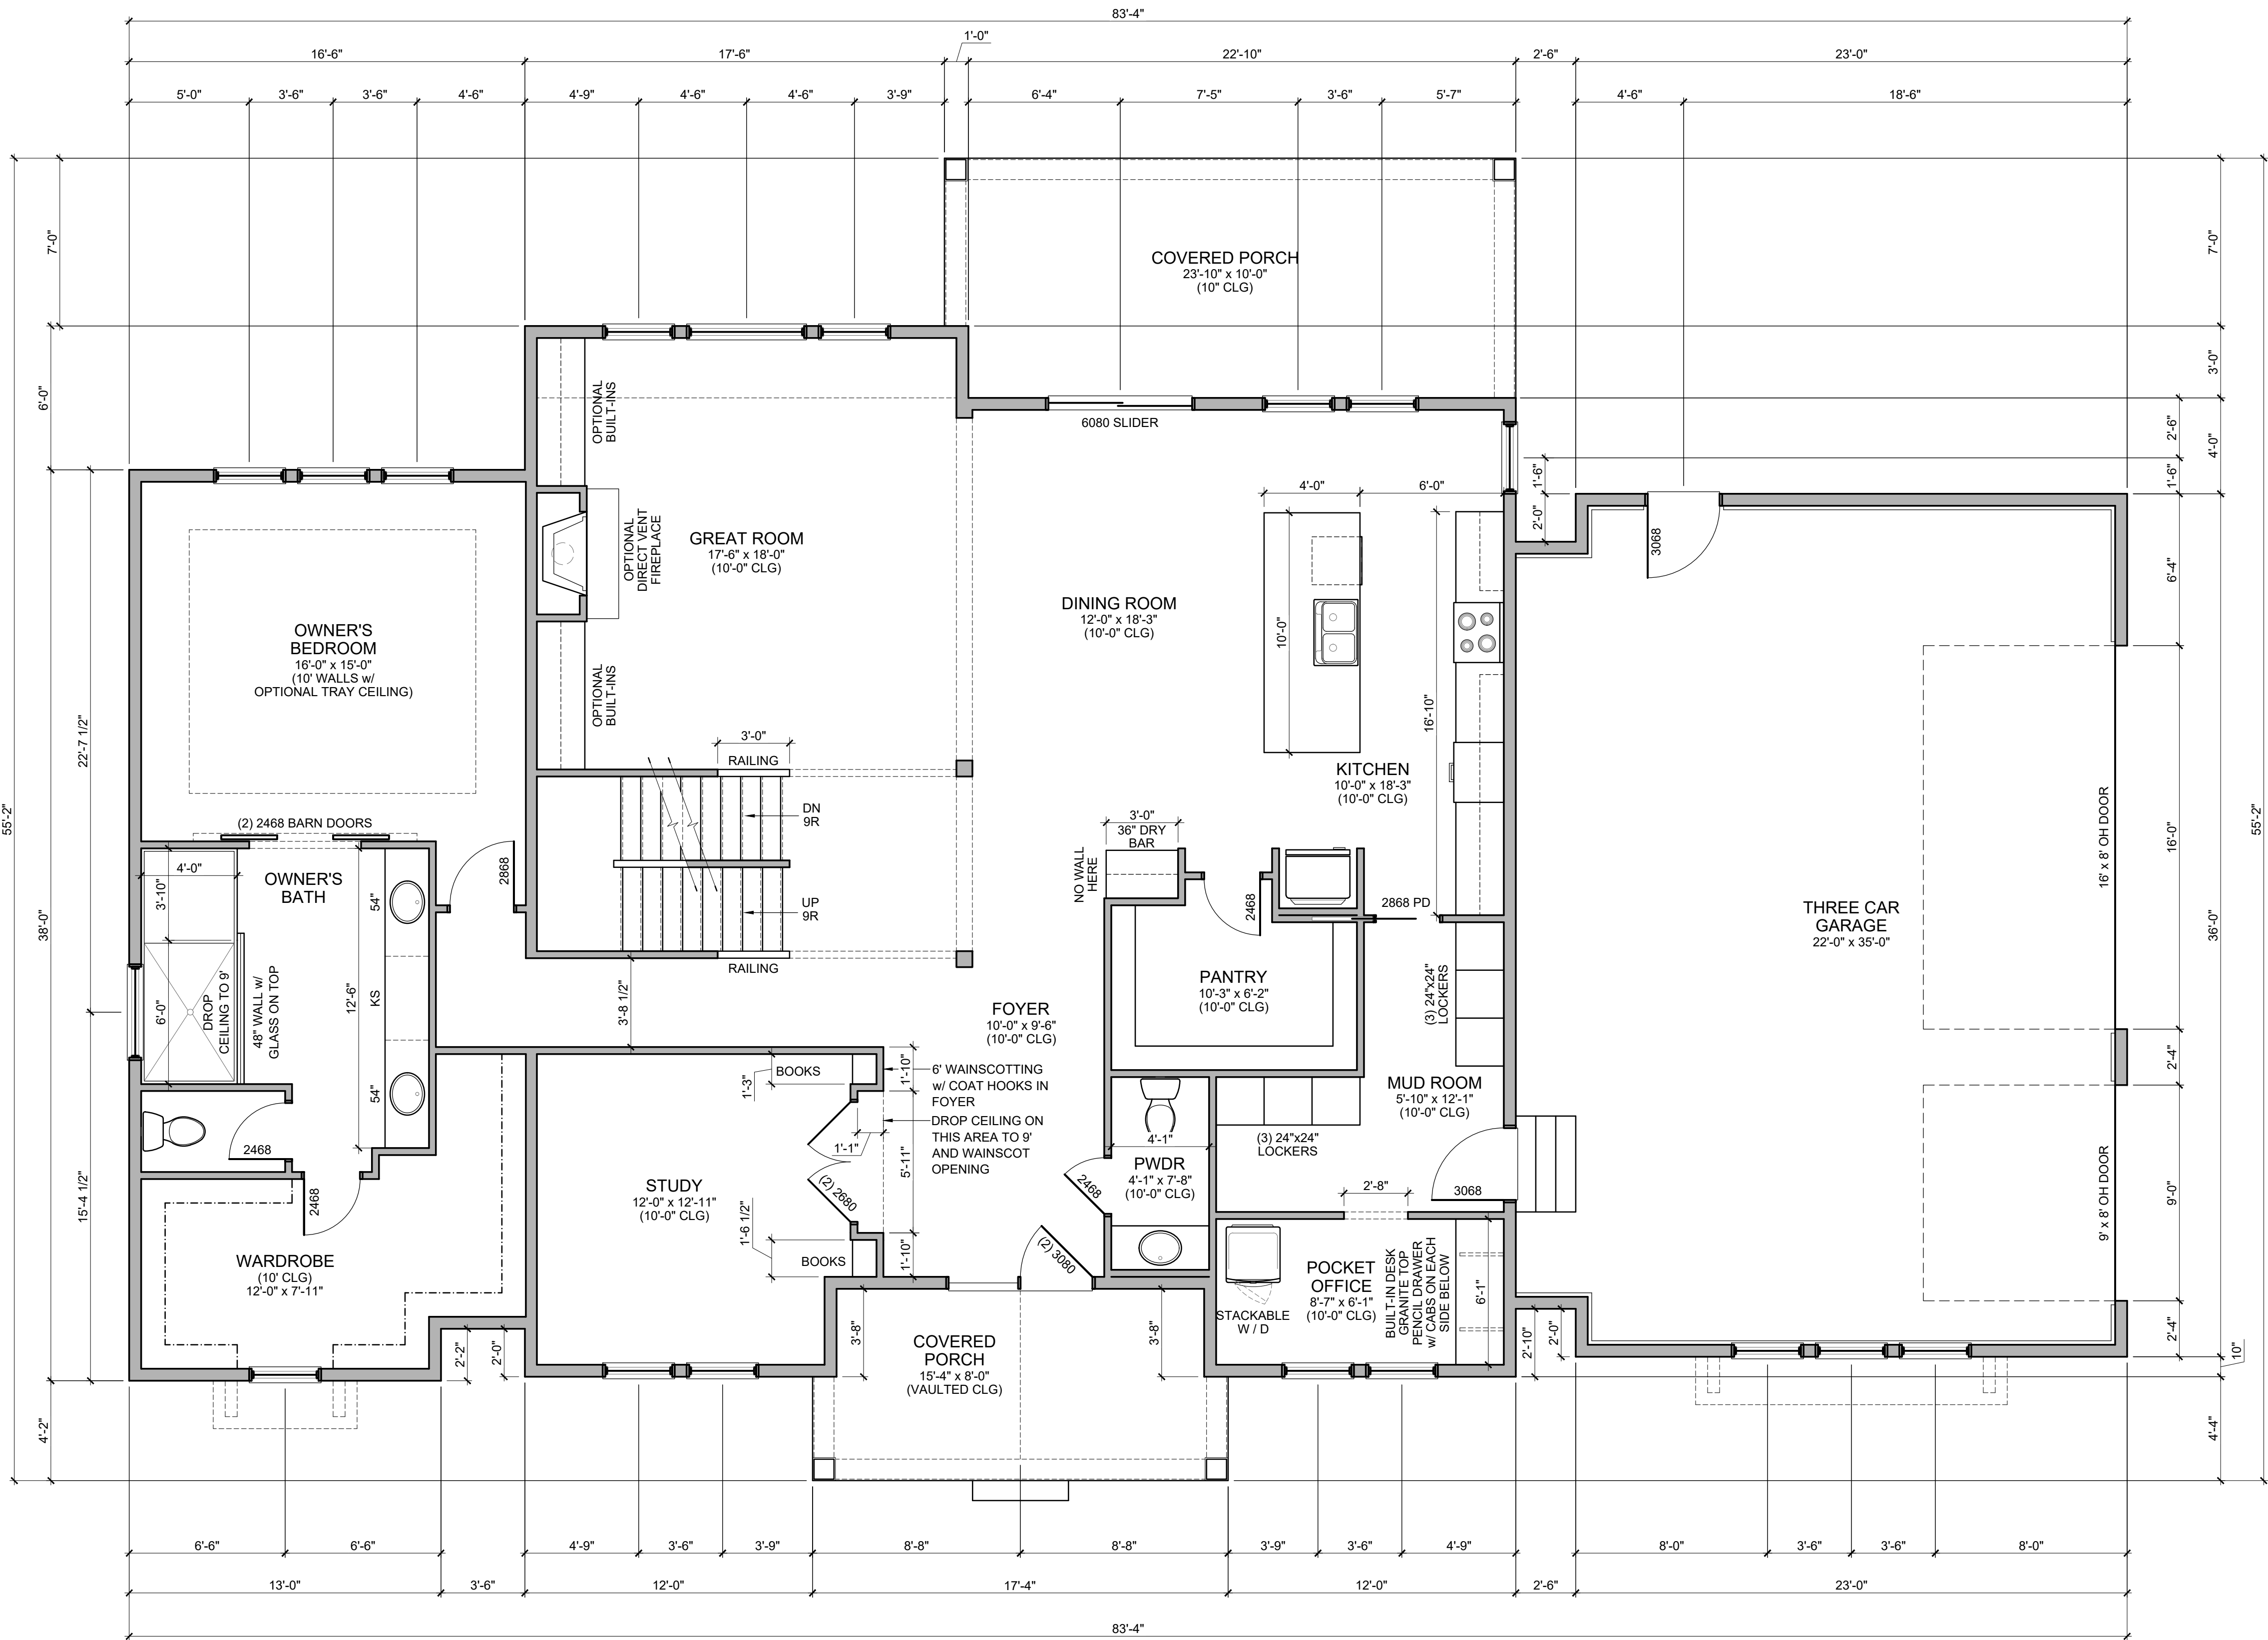 83'-4"
1'-0"
16'-6"
17'-6"
22'-10"
2'-6"
23'-0"
5'-0"
3'-6"
3'-6"
4'-6"
4'-9"
4'-6"
4'-6"
3'-9"
6'-4"
7'-5"
3'-6"
5'-7"
4'-6"
18'-6"
7'-0"
6'-0"
55'-2"
38'-0"
22'-7 1/2"
15'-4 1/2"
4'-2"
COVERED PORCH
23'-10" x 10'-0"
(10" CLG)
7'-0"
3'-0"
2'-6"
4'-0"
1'-6"
1'-6"
2'-0"
6'-4"
16'-0"
36'-0"
55'-2"
2'-4"
9'-0"
2'-4"
10"
4'-4"
OPTIONAL
BUILT-INS
OPTIONAL
DIRECT VENT
FIREPLACE
OPTIONAL
BUILT-INS
GREAT ROOM
17'-6" x 18'-0"
(10'-0" CLG)
6080 SLIDER
DINING ROOM
12'-0" x 18'-3"
(10'-0" CLG)
4'-0"
6'-0"
10'-0"
16'-10"
KITCHEN
10'-0" x 18'-3"
(10'-0" CLG)
3068
THREE CAR
GARAGE
22'-0" x 35'-0"
16' x 8' OH DOOR
9' x 8' OH DOOR
OWNER'S
BEDROOM
16'-0" x 15'-0"
(10' WALLS w/
OPTIONAL TRAY CEILING)
(2) 2468 BARN DOORS
4'-0"
3'-10"
OWNER'S
BATH
54"
2868
6'-0"
DROP
CEILING TO 9'
48" WALL w/
GLASS ON TOP
12'-6"
KS
54"
2468
2468
WARDROBE
(10' CLG)
12'-0" x 7'-11"
2'-2"
2'-0"
3'-0"
RAILING
DN
9R
UP
9R
RAILING
3'-8 1/2"
3'-0"
36" DRY
BAR
NO WALL
HERE
2468
2868 PD
PANTRY
10'-3" x 6'-2"
(10'-0" CLG)
(3) 24"x24"
LOCKERS
FOYER
10'-0" x 9'-6"
(10'-0" CLG)
6' WAINSCOTTING
w/ COAT HOOKS IN
FOYER
DROP CEILING ON
THIS AREA TO 9'
AND WAINSCOT
OPENING
BOOKS
1'-3"
1'-10"
1'-1"
5'-11"
(2) 2680
1'-6 1/2"
BOOKS
1'-10"
STUDY
12'-0" x 12'-11"
(10'-0" CLG)
MUD ROOM
5'-10" x 12'-1"
(10'-0" CLG)
(3) 24"x24"
LOCKERS
4'-1"
PWDR
4'-1" x 7'-8"
(10'-0" CLG)
2468
2'-8"
3068
(2) 3080
POCKET
OFFICE
8'-7" x 6'-1"
(10'-0" CLG)
STACKABLE
W / D
BUILT-IN DESK
GRANITE TOP
PENCIL DRAWER
w/ CABS ON EACH
SIDE BELOW
6'-1"
3'-8"
3'-8"
COVERED
PORCH
15'-4" x 8'-0"
(VAULTED CLG)
2'-10"
2'-0"
6'-6"
6'-6"
4'-9"
3'-6"
3'-9"
8'-8"
8'-8"
3'-9"
3'-6"
4'-9"
8'-0"
3'-6"
3'-6"
8'-0"
13'-0"
3'-6"
12'-0"
17'-4"
12'-0"
2'-6"
23'-0"
83'-4"